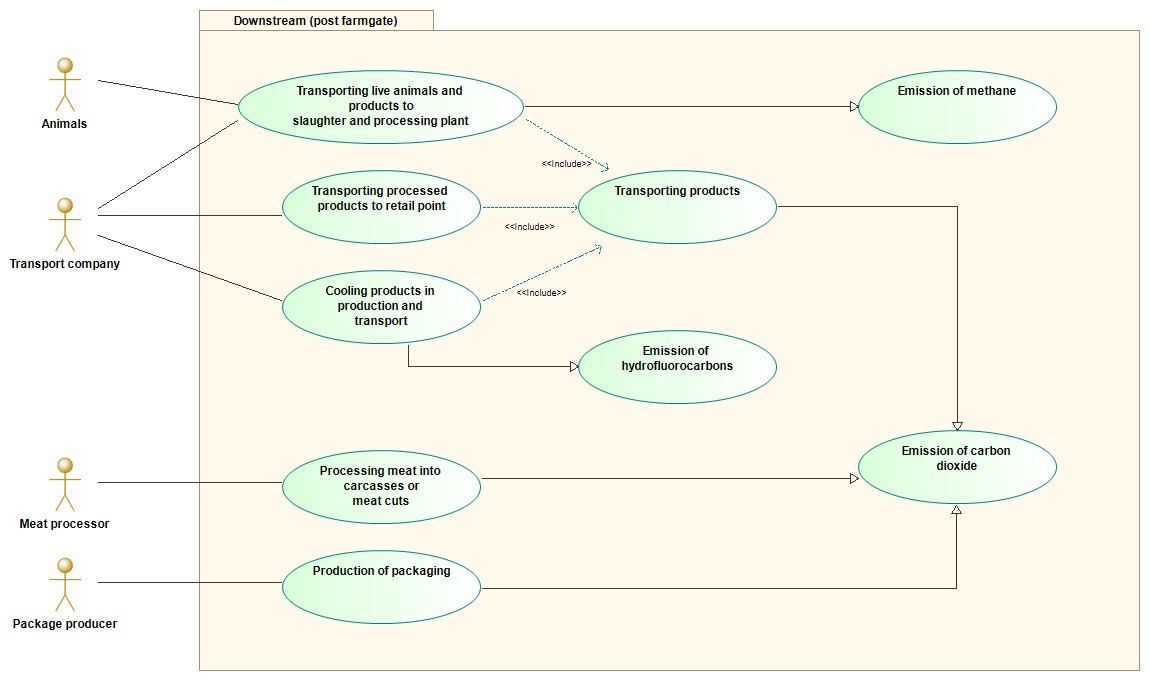 Downstream (post farmgate)
Animals
Transporting live animals and
products to
slaughter and processing plant
Emission of methane
<<Include>>
Transport company
Transporting processed
products to retail point
<<Include>>
Transporting products
Cooling products in
production and
transport
<<Include>>
Emission of
hydrofluorocarbons
Emission of carbon
dioxide
Meat processor
Processing meat into
carcasses or
meat cuts
Package producer
Production of packaging